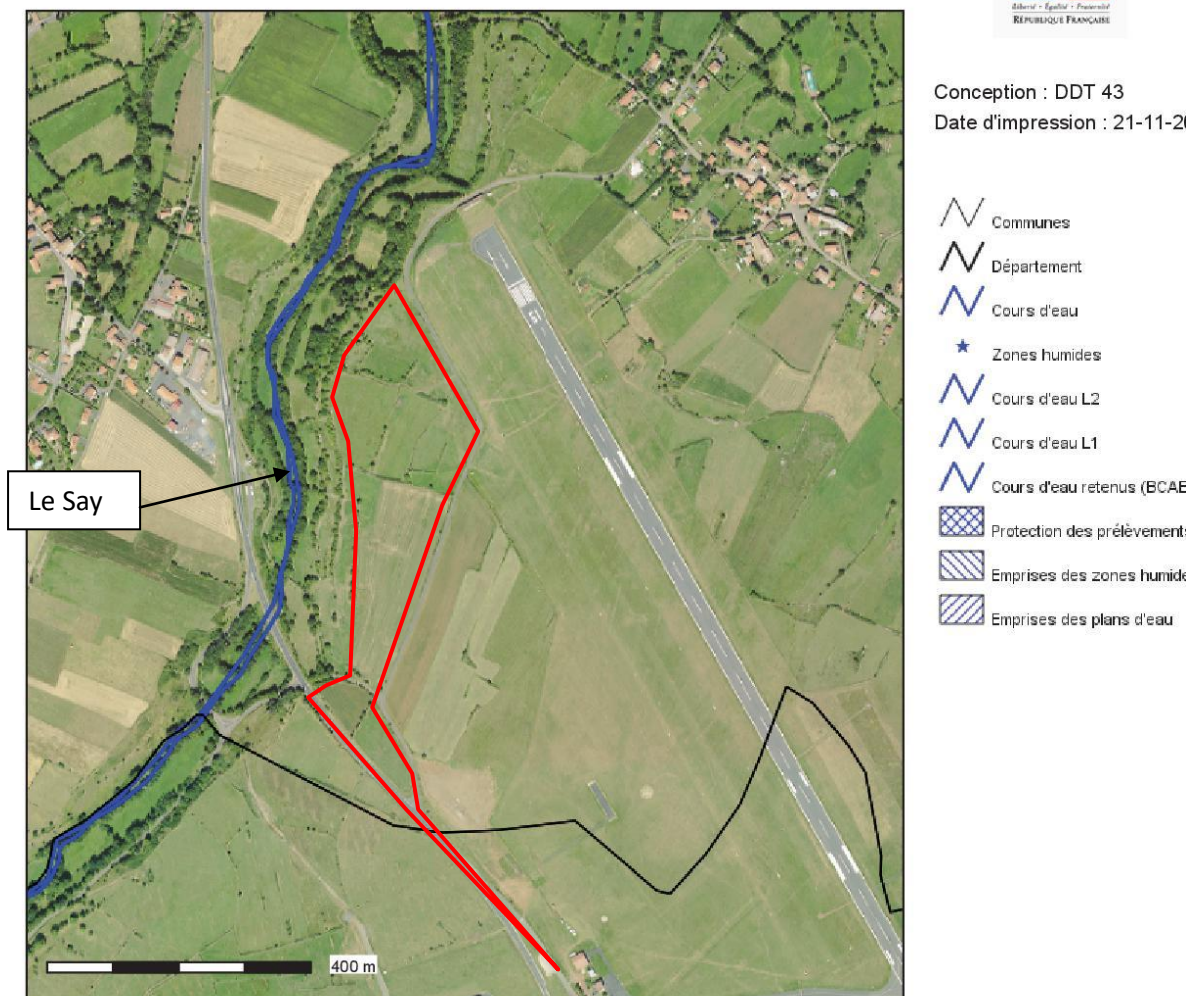 Liberté • Égalité • Fraternité
RÉPUBLIQUE FRANÇAISE
Conception : DDT 43
Date d'impression : 21-11-20
Communes
Département
Cours d'eau
Zones humides
Cours d'eau L2
Cours d'eau L1
Cours d'eau retenus (BCAE
Protection des prélèvements
Emprises des zones humide
Emprises des plans d'eau
Le Say
400 m